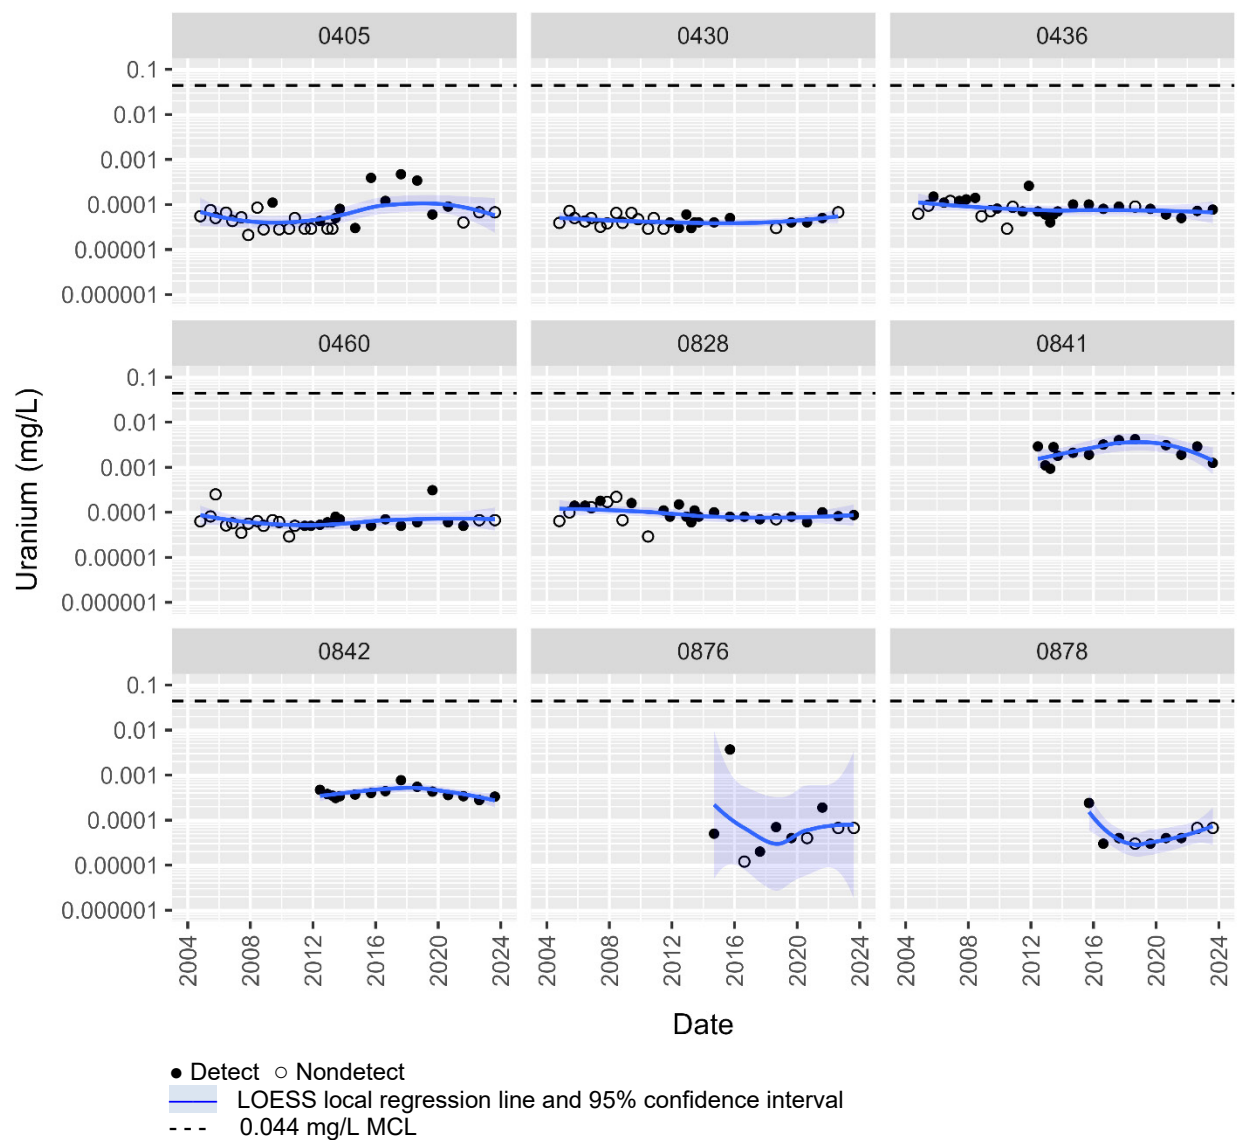 0405 0430 0436
0.1
0.01
0.001
0.0001
0.00001
0.000001
0460 0828 0841
0.1
0.01
0.001
0.0001
0.00001
0.000001
Uranium (mg/L)
0842 0876 0878
0.1
0.01
0.001
0.0001
0.00001
0.000001
2004 2008 2012 2016 2020 2024 2004 2008 2012 2016 2020 2024 2004 2008 2012 2016 2020 2024
Date
Detect Nondetect
LOESS local regression line and 95% confidence interval
0.044 mg/L MCL